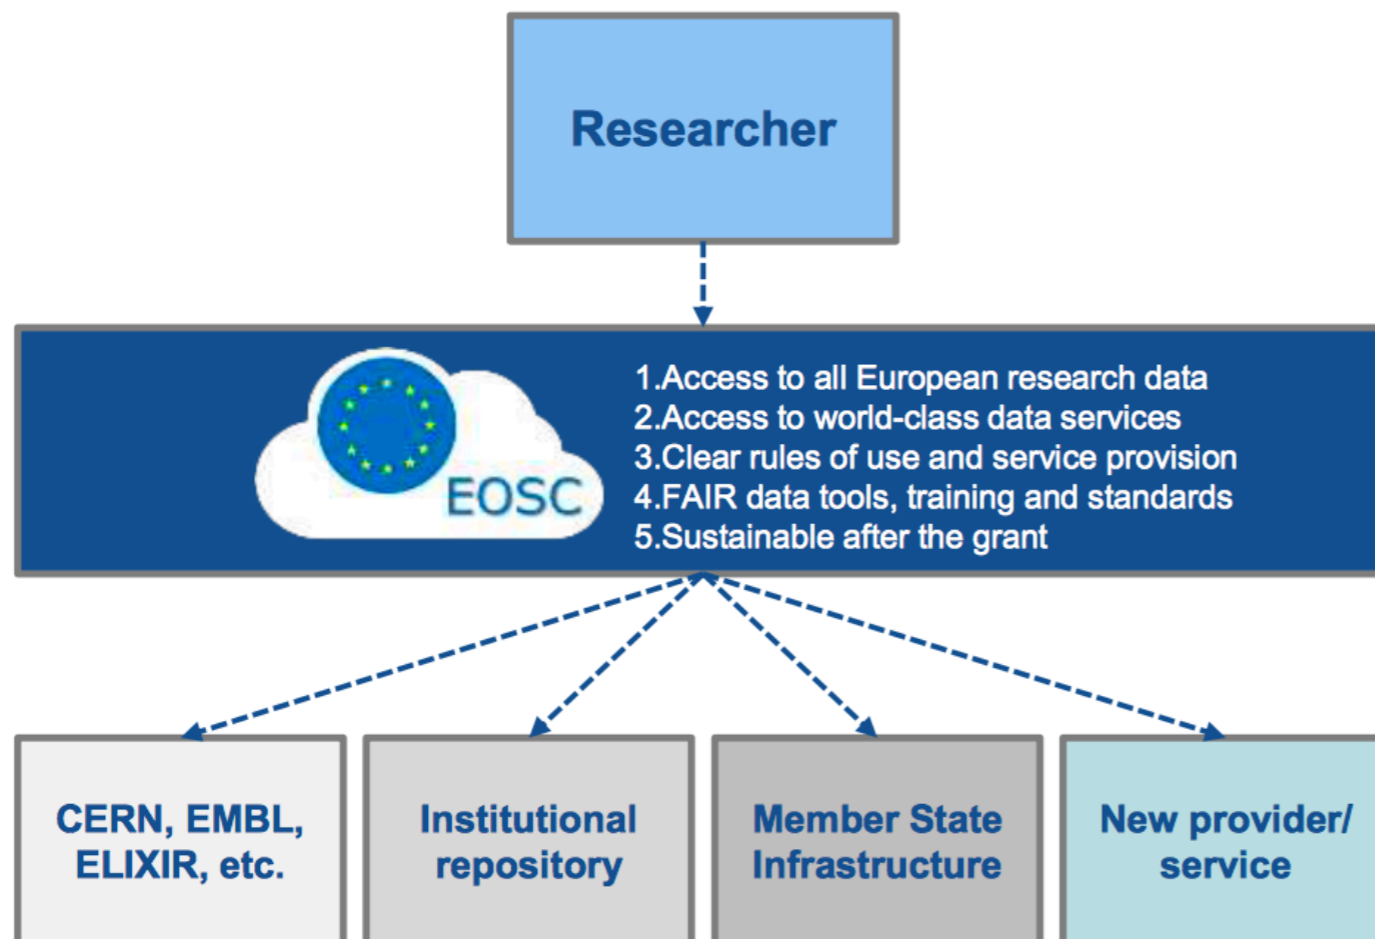 Researcher
EOSC
1.Access to all European research data
2.Access to world-class data services
3.Clear rules of use and service provision
4.FAIR data tools, training and standards
5.Sustainable after the grant
CERN, EMBL,
ELIXIR, etc.
Institutional
repository
Member State
Infrastructure
New provider/
service